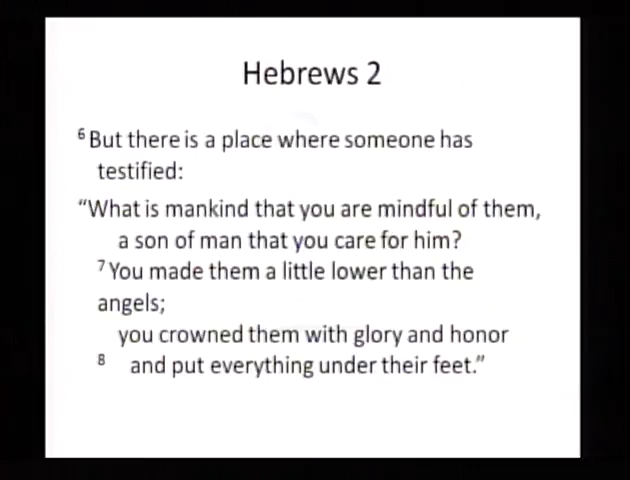 Hebrews 2
6 But there is a place where someone has
testified:
“What is mankind that you are mindful of them,
a son of man that you care for him?
7 You made them a little lower than the
angels;
you crowned them with glory and honor
8 and put everything under their feet.”